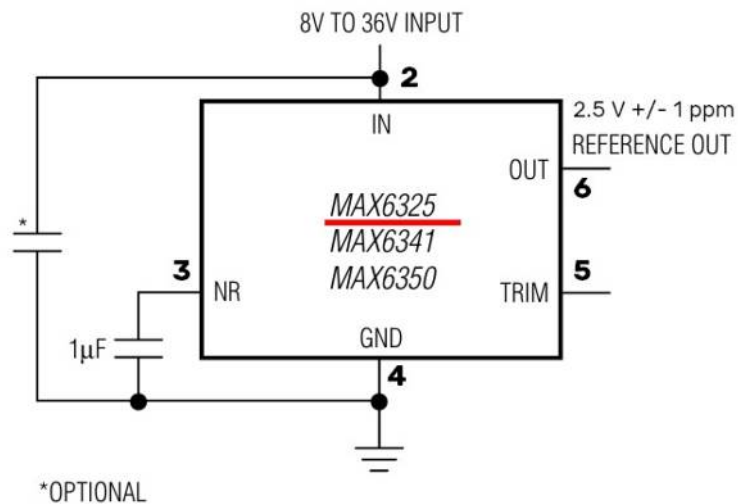 8V TO 36V INPUT
2
IN
2.5 V +/- 1 ppm
REFERENCE OUT
OUT
6
*
MAX6325
MAX6341
MAX6350
3
NR
TRIM
5
1µF
GND
4
*OPTIONAL